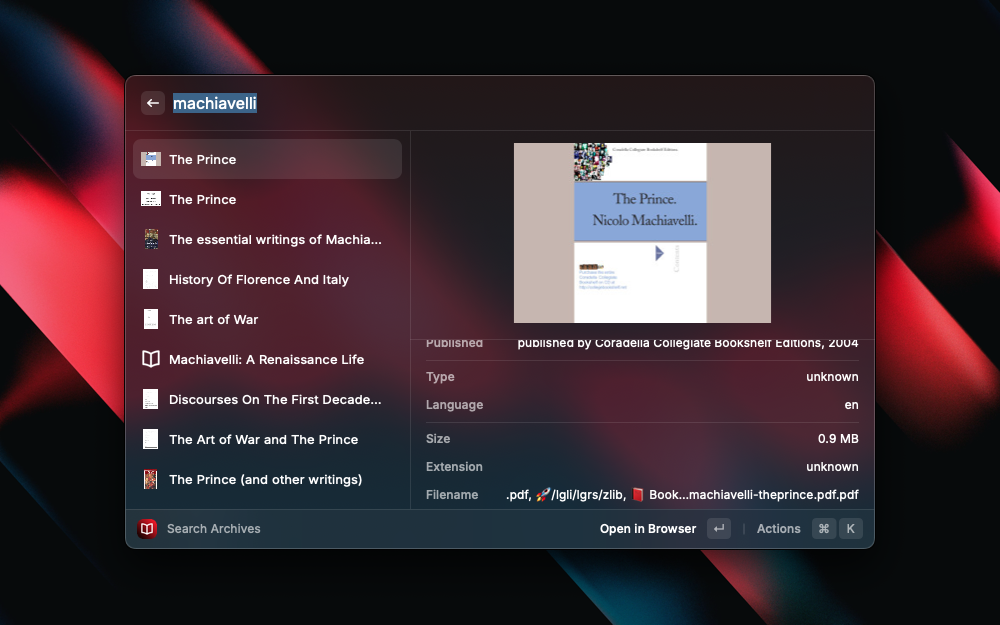 machiavelli
The Prince
The Prince
The essential writings of Machia...
History Of Florence And Italy
The art of War
Machiavelli: A Renaissance Life
Discourses On The First Decade...
The Art of War and The Prince
The Prince (and other writings)
The Prince.
Nicolo Machiavelli.
Contents
Published published by Coradella Collegiate Bookshelf Editions, 2004
Type unknown
Language en
Size 0.9 MB
Extension unknown
Filename .pdf, 🚀/lgli/lgrs/zlib, 📕 Book...machiavelli-theprince.pdf.pdf
Search Archives Open in Browser ↵ Actions ⌘ K